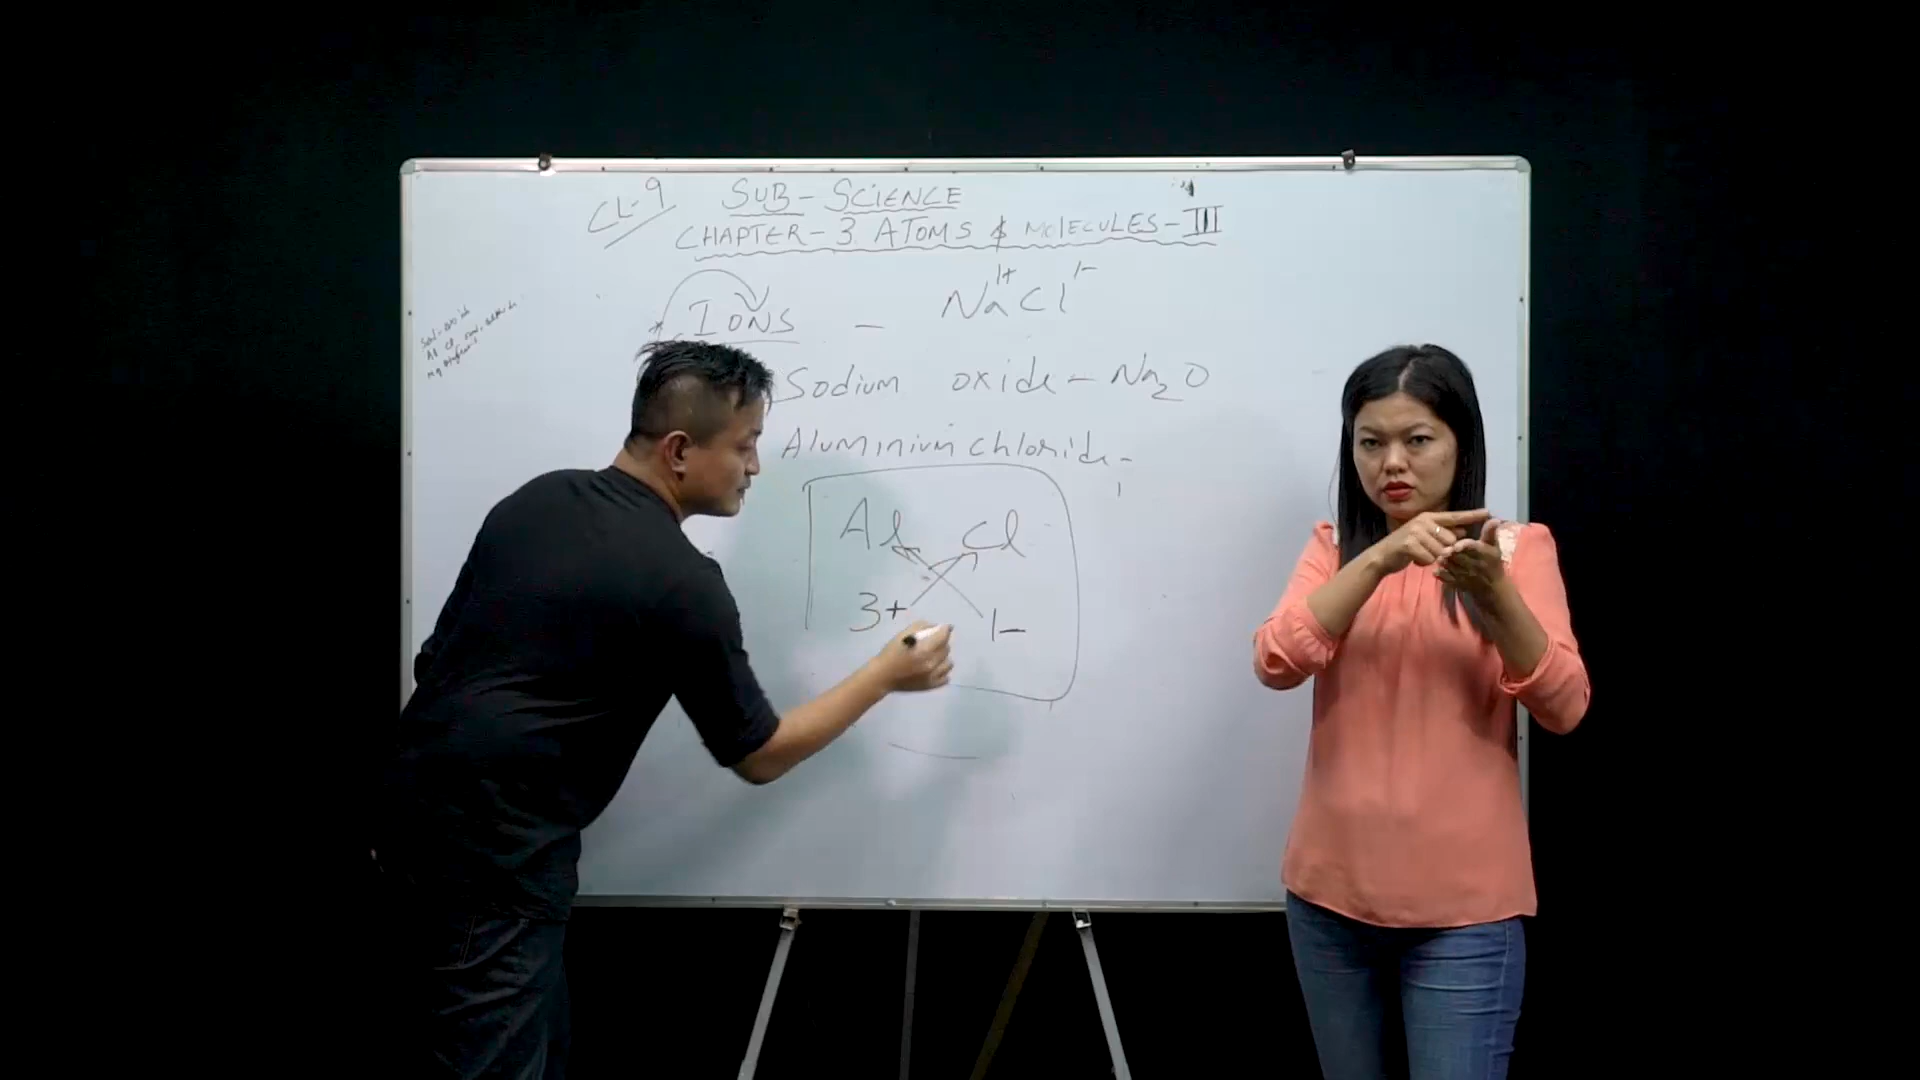 CL-9 SUB-SCIENCE
CHAPTER-3 ATOMS & MOLECULES-III
IONS - Na1+Cl1-
Sodium oxide - Na2O
Aluminium chloride -
Al Cl
3+ 1-